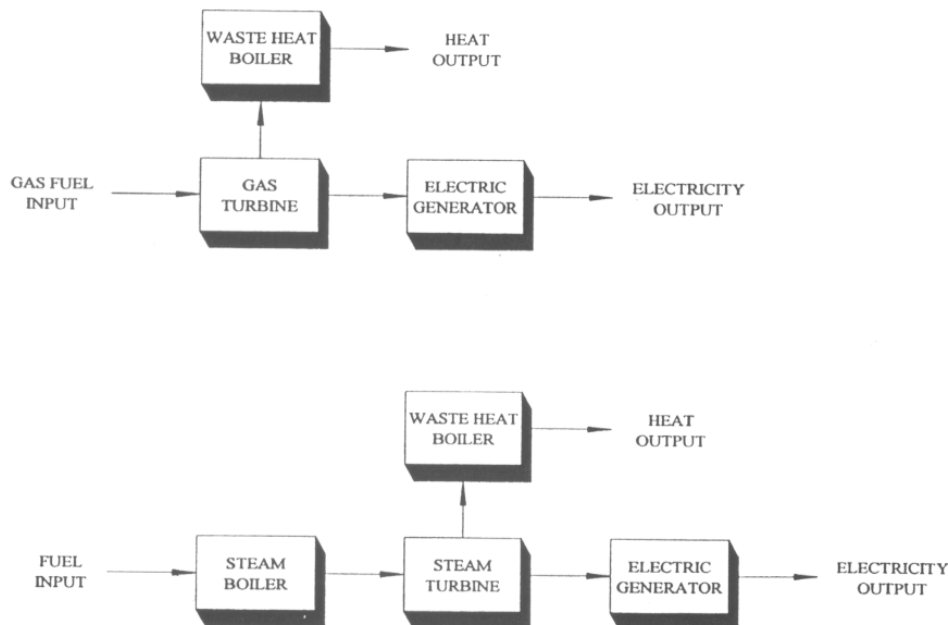 WASTE HEAT
BOILER
HEAT
OUTPUT
GAS FUEL
INPUT
GAS
TURBINE
ELECTRIC
GENERATOR
ELECTRICITY
OUTPUT
WASTE HEAT
BOILER
HEAT
OUTPUT
FUEL
INPUT
STEAM
BOILER
STEAM
TURBINE
ELECTRIC
GENERATOR
ELECTRICITY
OUTPUT